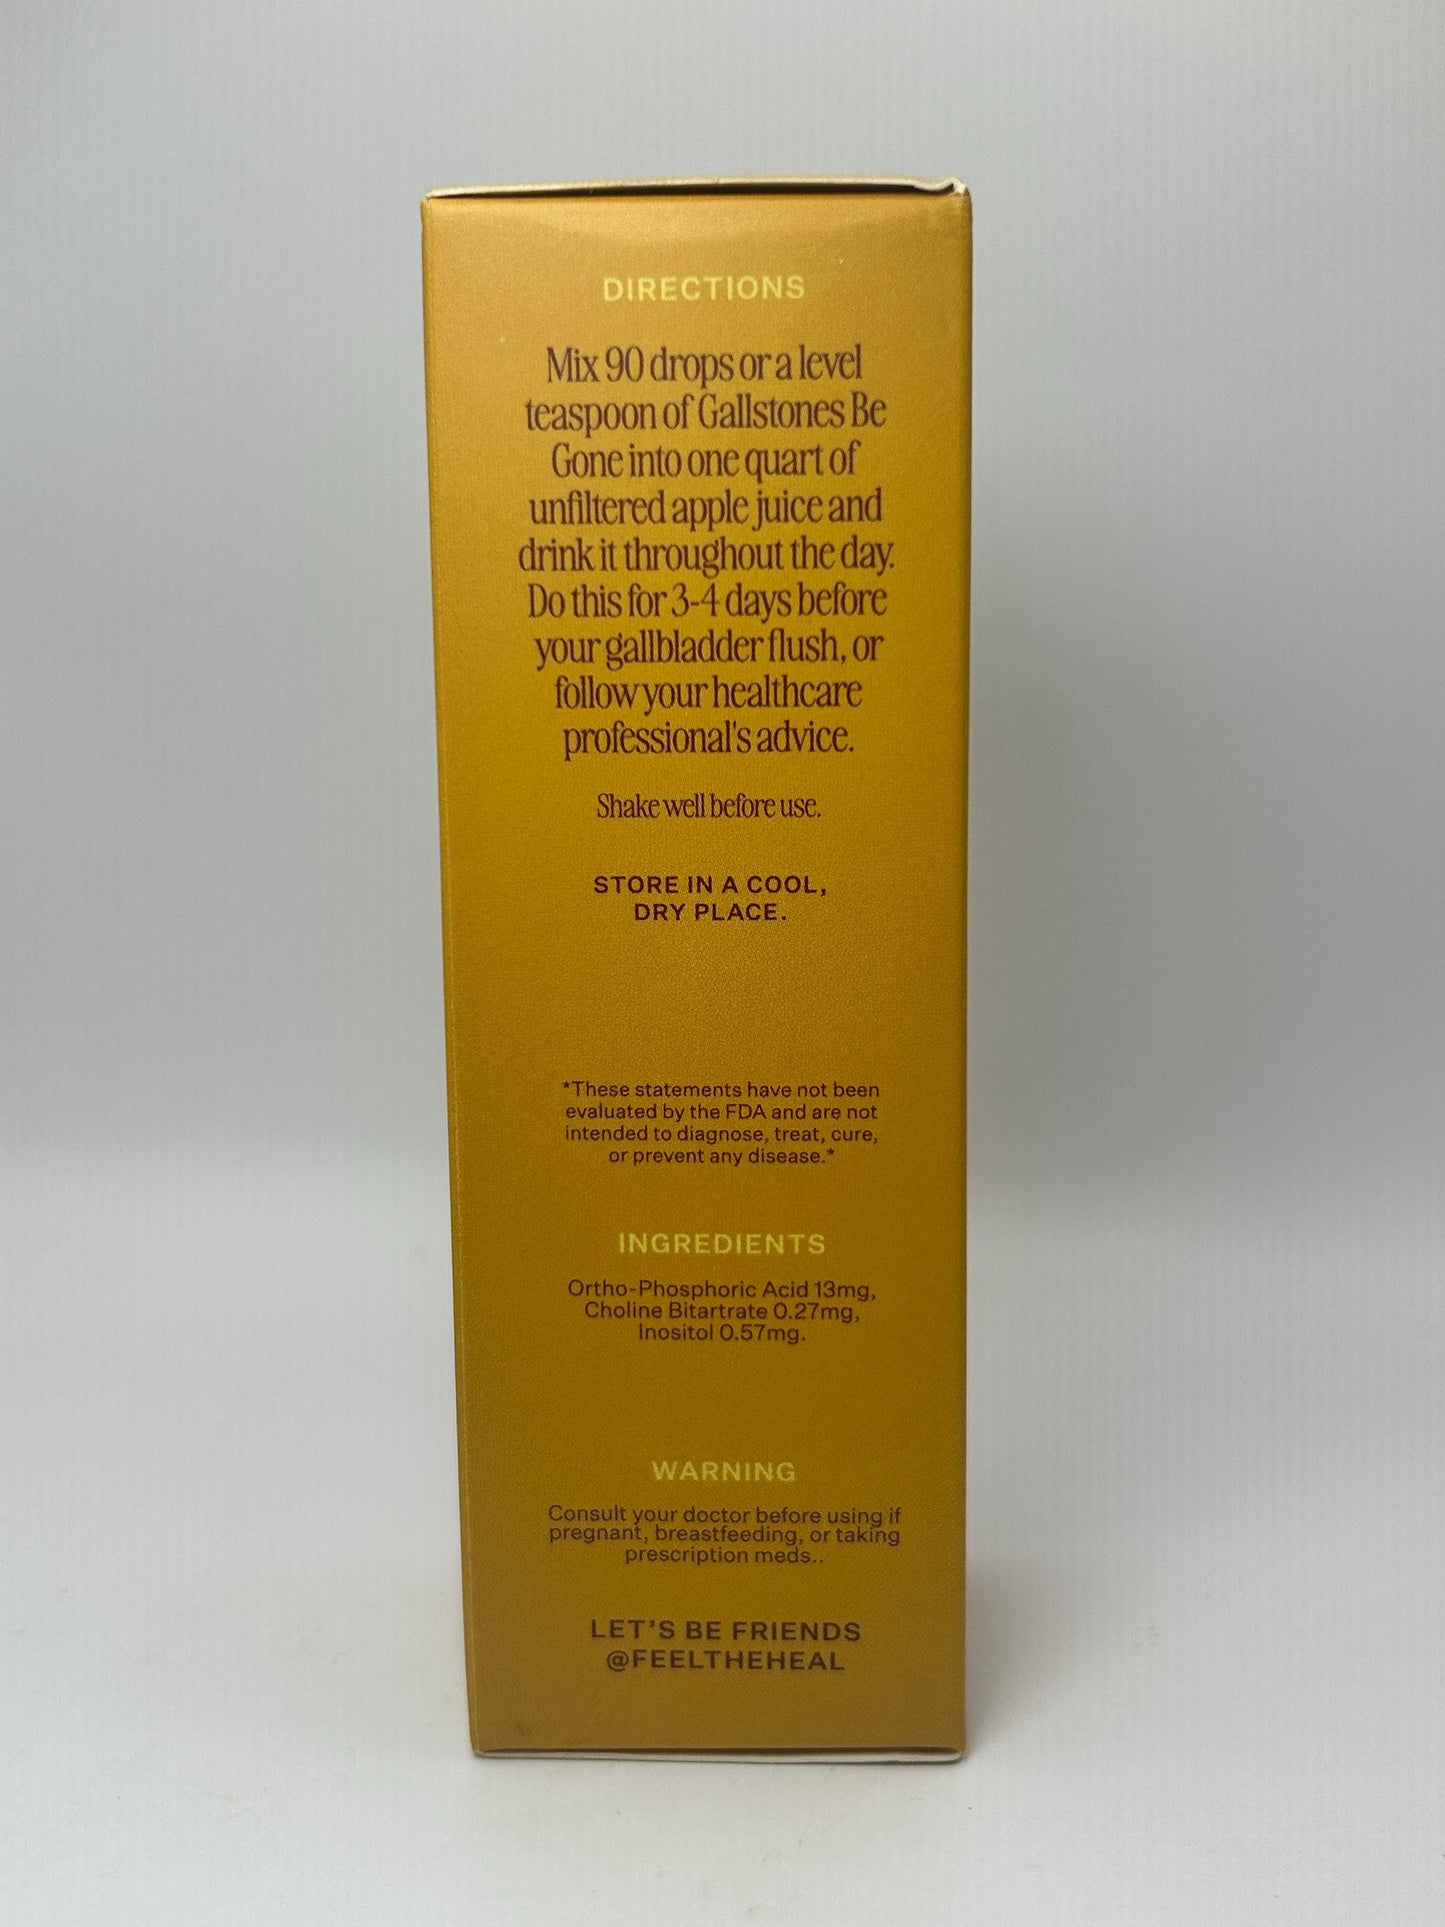 DIRECTIONS
Mix 90 drops or a level
teaspoon of Gallstones Be
Gone into one quart of
unfiltered apple juice and
drink it throughout the day.
Do this for 3-4 days before
your gallbladder flush, or
follow your healthcare
professional's advice.
Shake well before use.
STORE IN A COOL,
DRY PLACE.
*These statements have not been
evaluated by the FDA and are not
intended to diagnose, treat, cure,
or prevent any disease.*
INGREDIENTS
Ortho-Phosphoric Acid 13mg,
Choline Bitartrate 0.27mg,
Inositol 0.57mg.
WARNING
Consult your doctor before using if
pregnant, breastfeeding, or taking
prescription meds..
LET'S BE FRIENDS
@FEELTHEHEAL